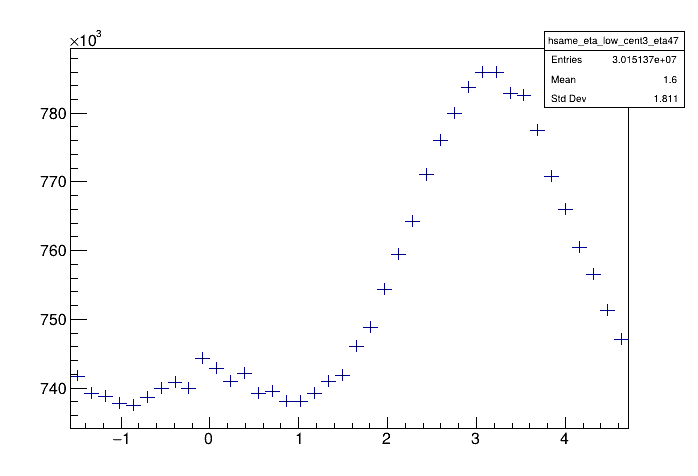 ×10³
hsame_eta_low_cent3_eta47
Entries 3.015137e+07
Mean 1.6
Std Dev 1.811
780
770
760
750
740
−1 0 1 2 3 4